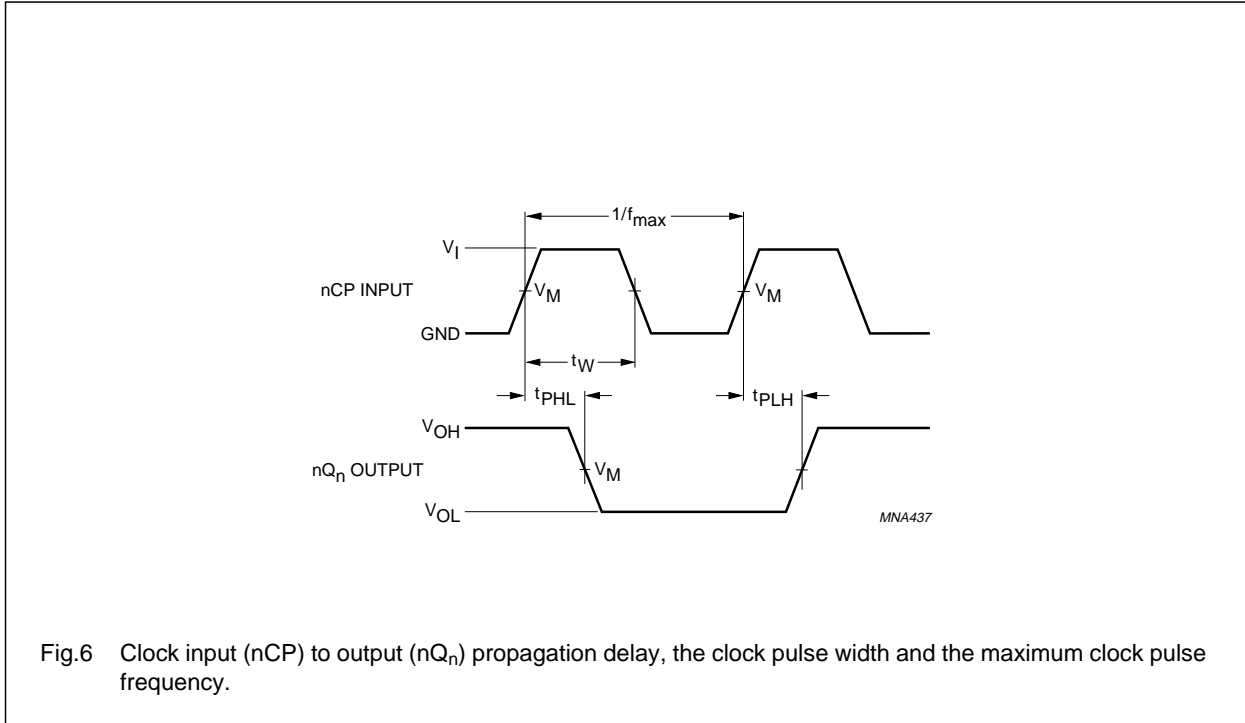 1/fmax
VI
nCP INPUT
VM
VM
GND
tW
tPHL
tPLH
VOH
nQn OUTPUT
VM
VOL
MNA437
Fig.6 Clock input (nCP) to output (nQn) propagation delay, the clock pulse width and the maximum clock pulse
frequency.